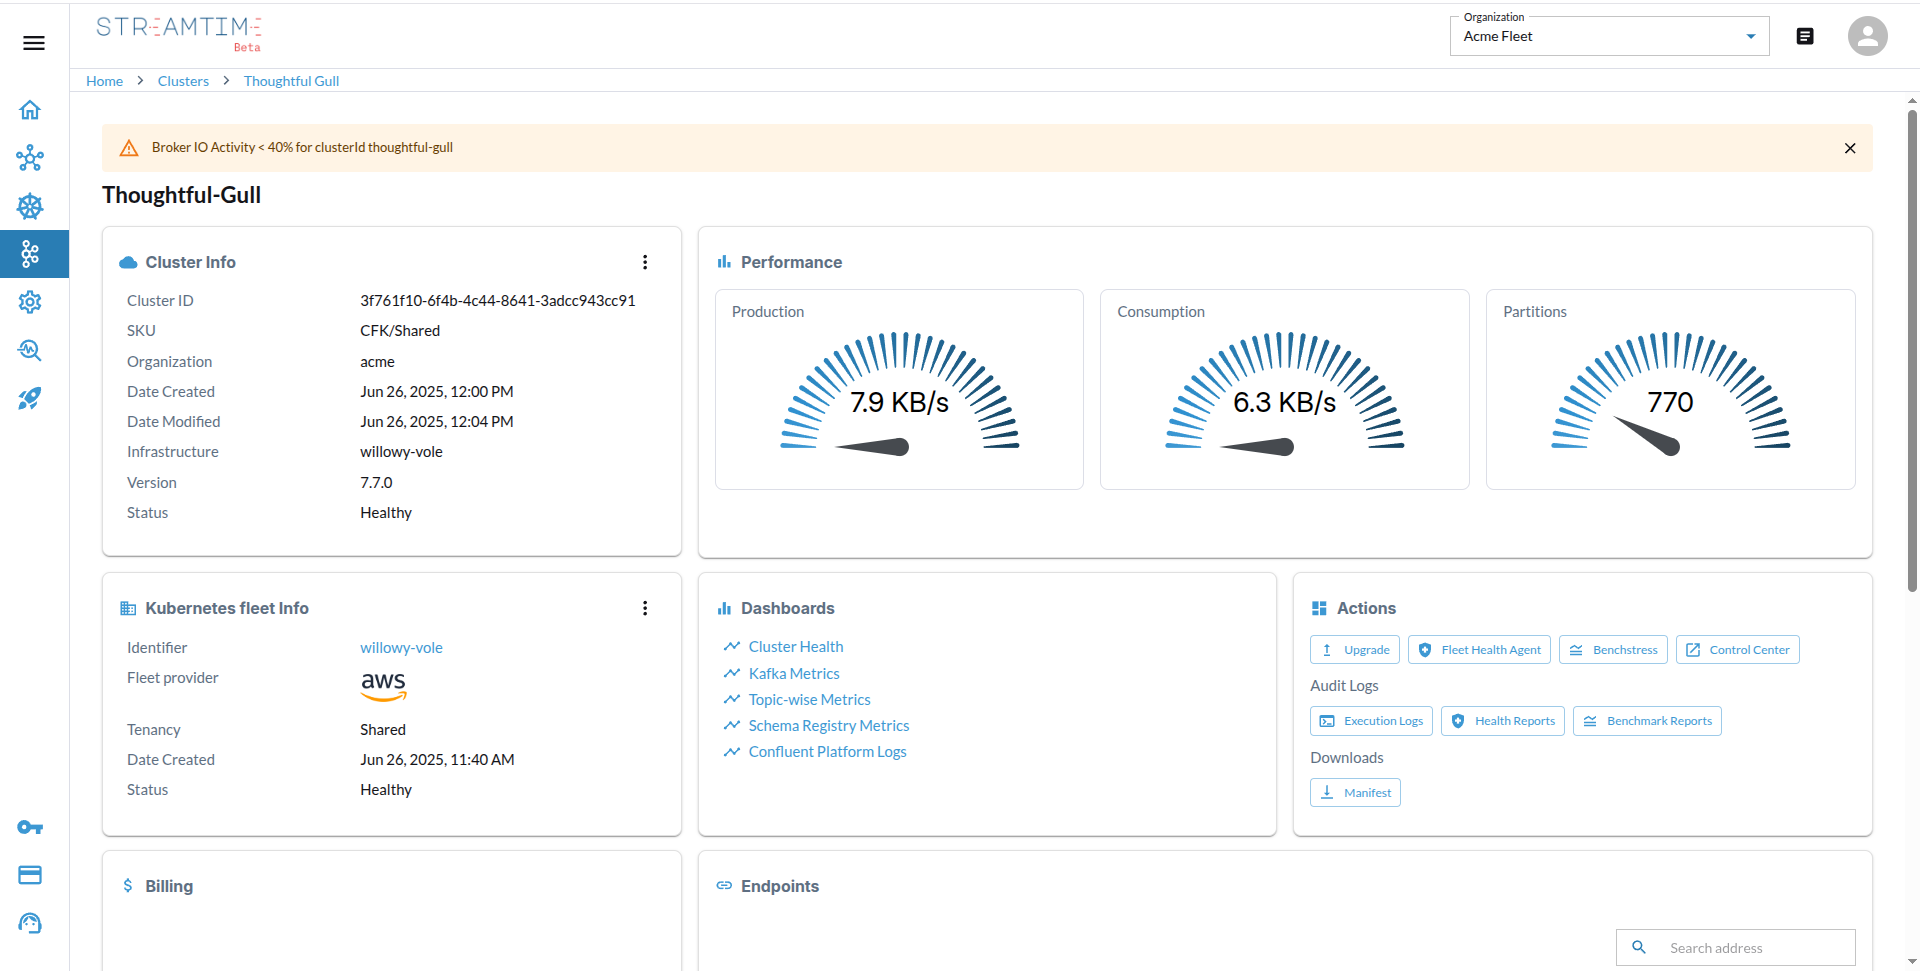 STREAMTIME
Beta
Organization
Acme Fleet
Home > Clusters > Thoughtful Gull
Broker IO Activity < 40% for clusterId thoughtful-gull
Thoughtful-Gull
Cluster Info
Cluster ID 3f761f10-6f4b-4c44-8641-3adcc943cc91
SKU CFK/Shared
Organization acme
Date Created Jun 26, 2025, 12:00 PM
Date Modified Jun 26, 2025, 12:04 PM
Infrastructure willowy-vole
Version 7.7.0
Status Healthy
Performance
Production
7.9 KB/s
Consumption
6.3 KB/s
Partitions
770
Kubernetes fleet Info
Identifier willowy-vole
Fleet provider aws
Tenancy Shared
Date Created Jun 26, 2025, 11:40 AM
Status Healthy
Dashboards
Cluster Health
Kafka Metrics
Topic-wise Metrics
Schema Registry Metrics
Confluent Platform Logs
Actions
Upgrade Fleet Health Agent Benchstress Control Center
Audit Logs
Execution Logs Health Reports Benchmark Reports
Downloads
Manifest
Billing
Endpoints
Search address